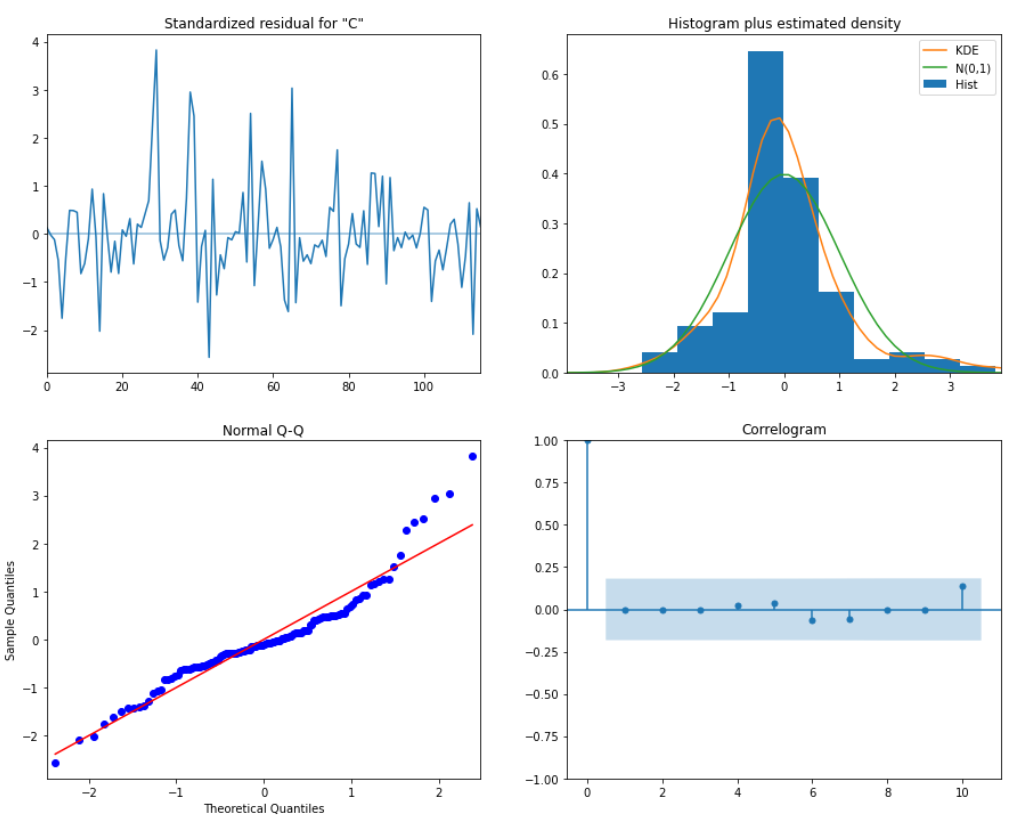 Standardized residual for "C"
4
3
2
1
0
−1
−2
0 20 40 60 80 100
Histogram plus estimated density
KDE
N(0,1)
Hist
0.6
0.5
0.4
0.3
0.2
0.1
0.0
−3 −2 −1 0 1 2 3
Normal Q-Q
Sample Quantiles
4
3
2
1
0
−1
−2
−2 −1 0 1 2
Theoretical Quantiles
Correlogram
1.00
0.75
0.50
0.25
0.00
−0.25
−0.50
−0.75
−1.00
0 2 4 6 8 10